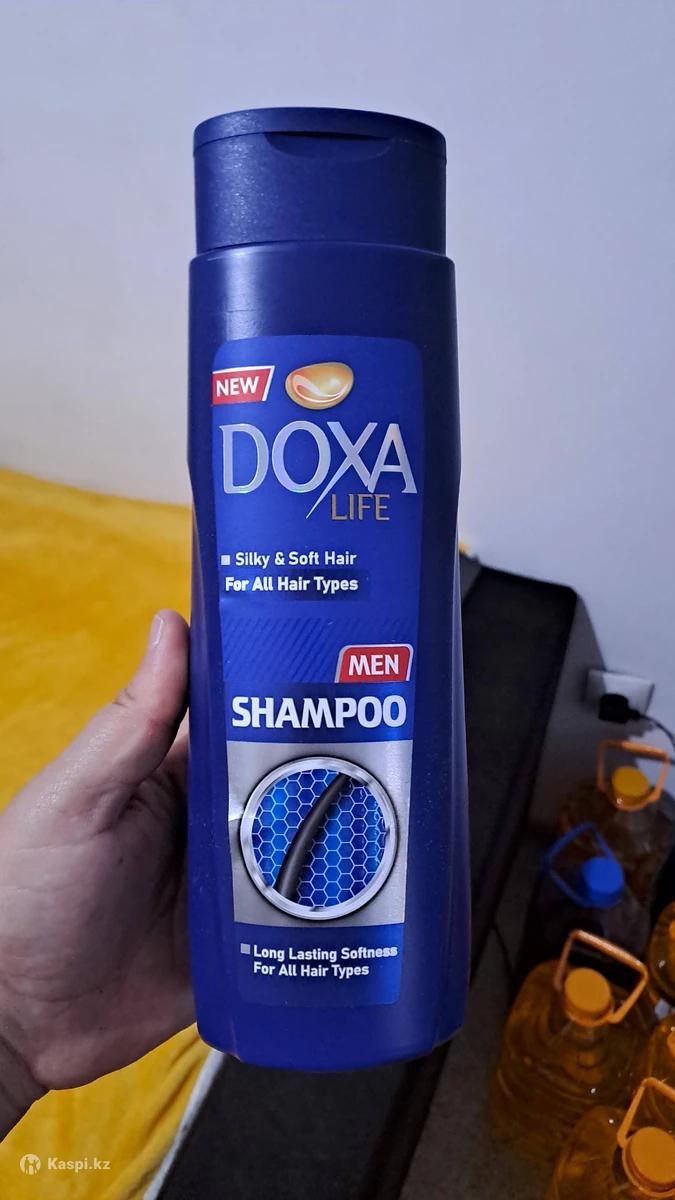 NEW
DOXA
LIFE
Silky & Soft Hair
For All Hair Types
MEN
SHAMPOO
Long Lasting Softness
For All Hair Types
Kaspi.kz